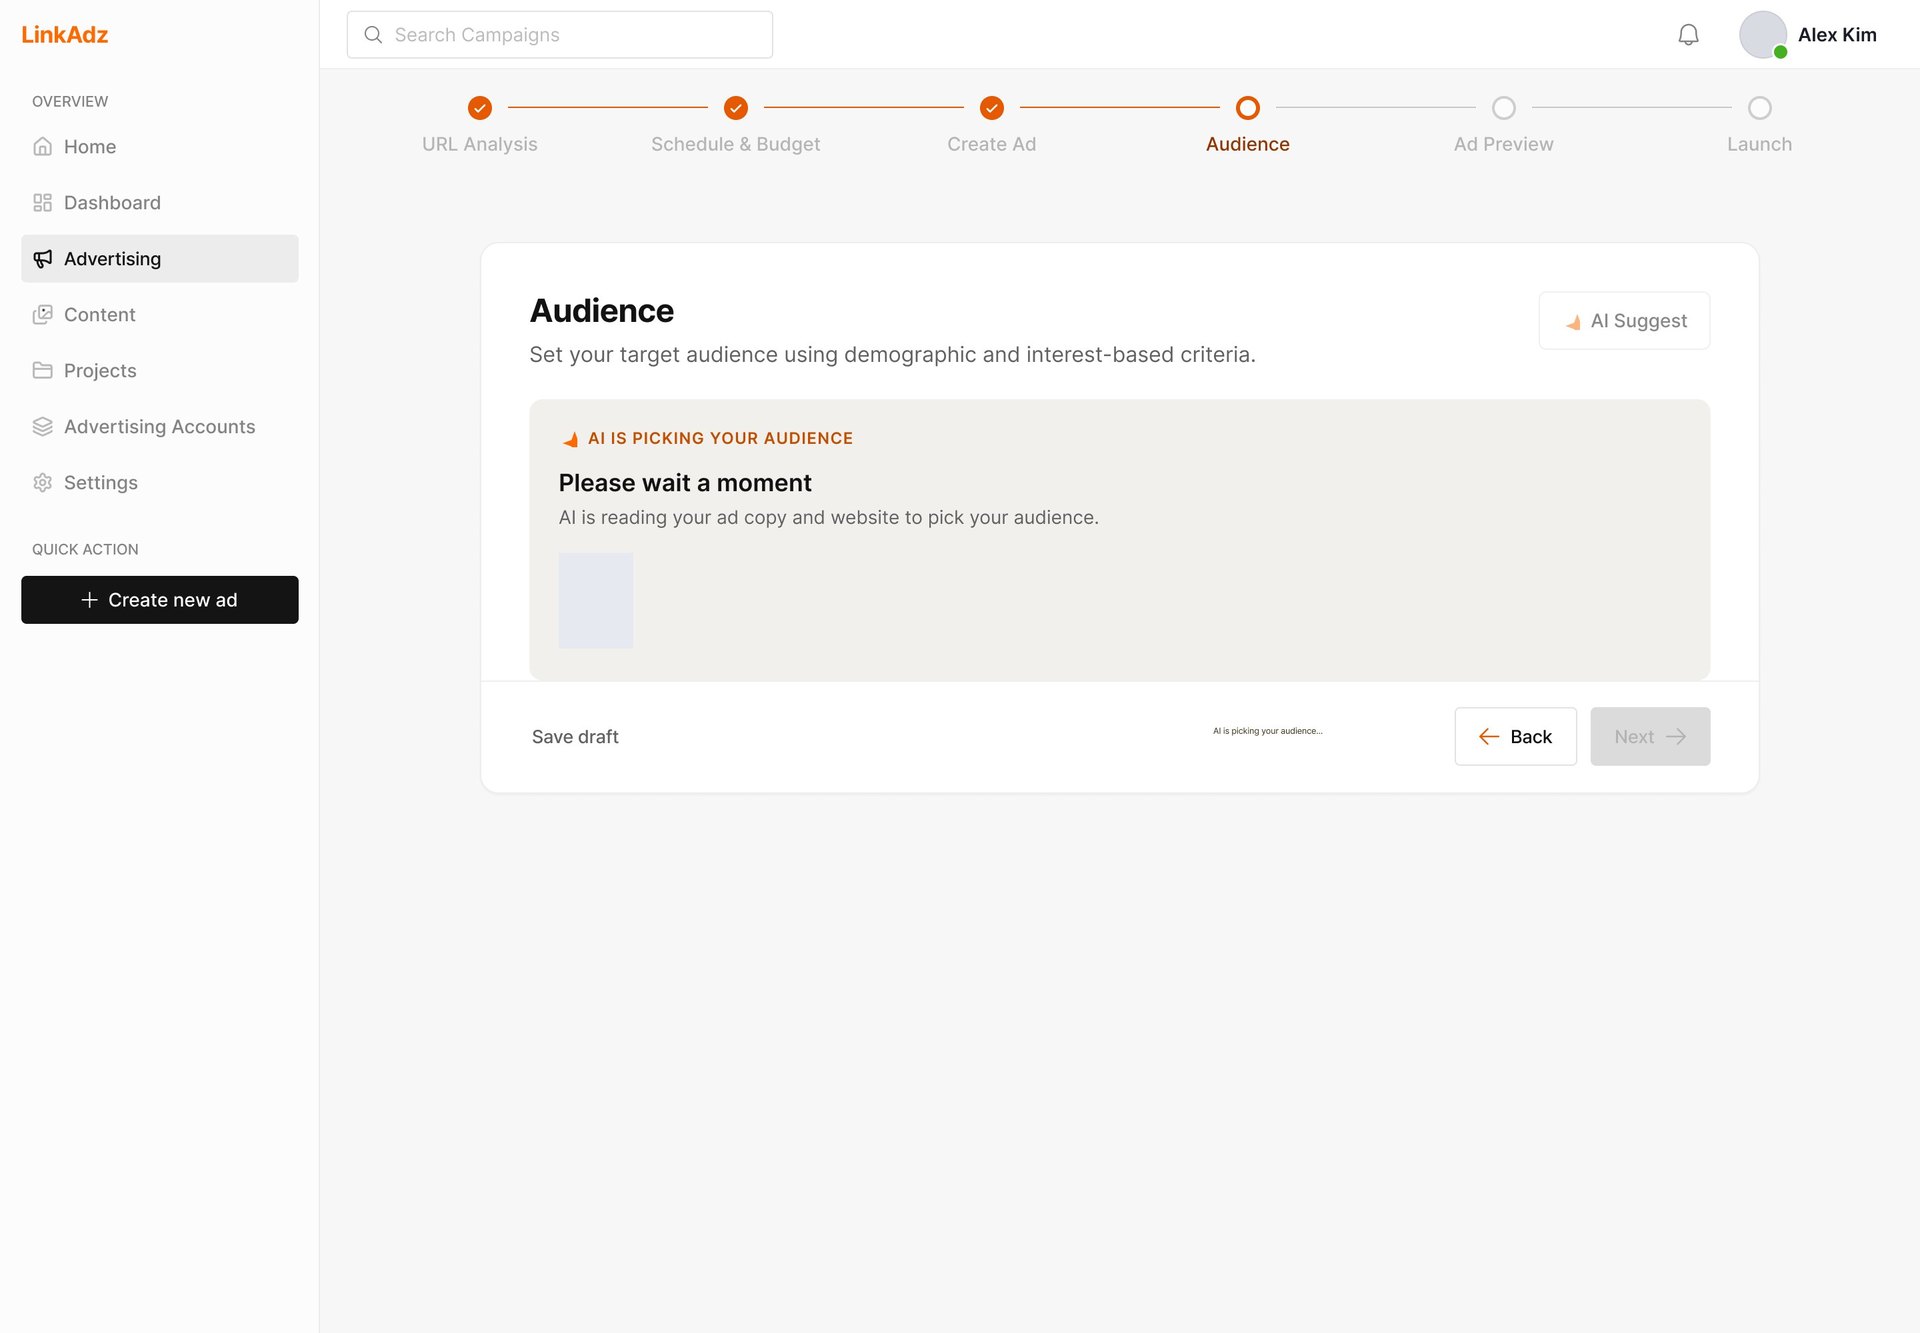 LinkAdz
Search Campaigns
Alex Kim
OVERVIEW
Home
Dashboard
Advertising
Content
Projects
Advertising Accounts
Settings
QUICK ACTION
Create new ad
URL Analysis
Schedule & Budget
Create Ad
Audience
Ad Preview
Launch
Audience
Set your target audience using demographic and interest-based criteria.
AI Suggest
AI IS PICKING YOUR AUDIENCE
Please wait a moment
AI is reading your ad copy and website to pick your audience.
Save draft
AI is picking your audience...
Back
Next